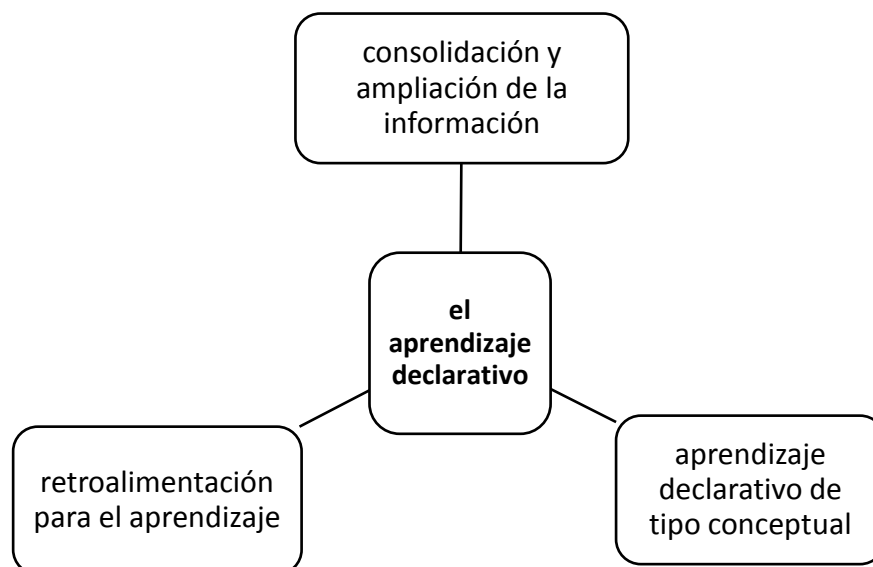 consolidación y
ampliación de la
información
el
aprendizaje
declarativo
retroalimentación
para el aprendizaje
aprendizaje
declarativo de
tipo conceptual